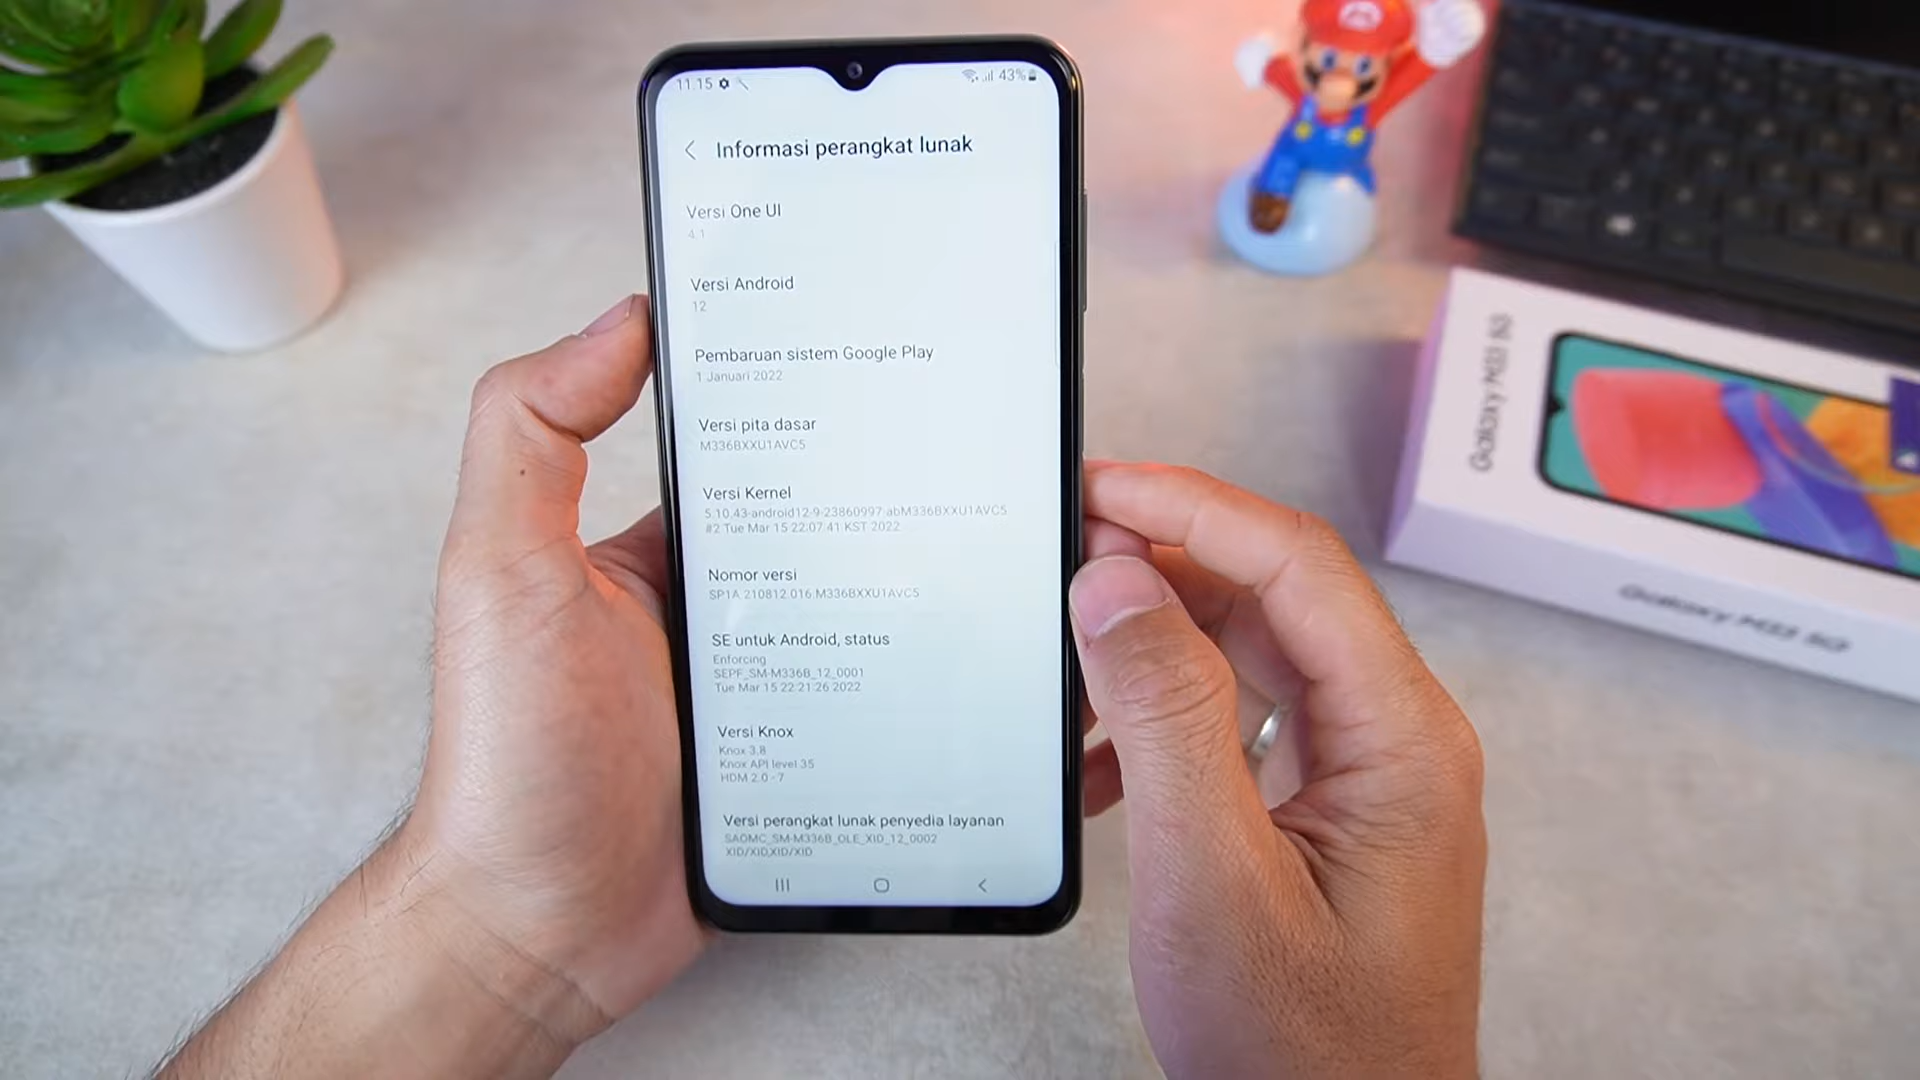 11.15
43%
Informasi perangkat lunak
Versi One UI
4.1
Versi Android
12
Pembaruan sistem Google Play
1 Januari 2022
Versi pita dasar
M336BXXU1AVC5
Versi Kernel
5.10.43-android12-9-23860997-abM336BXXU1AVC5
#2 Tue Mar 15 22:07:41 KST 2022
Nomor versi
SP1A.210812.016.M336BXXU1AVC5
SE untuk Android, status
Enforcing
SEPF_SM-M336B_12_0001
Tue Mar 15 22:21:26 2022
Versi Knox
Knox 3.8
Knox API level 35
HDM 2.0 - 7
Versi perangkat lunak penyedia layanan
SAOMC_SM-M336B_OLE_XID_12_0002
XID/XID,XID/XID
M
Galaxy M33 5G
Galaxy M33 5G